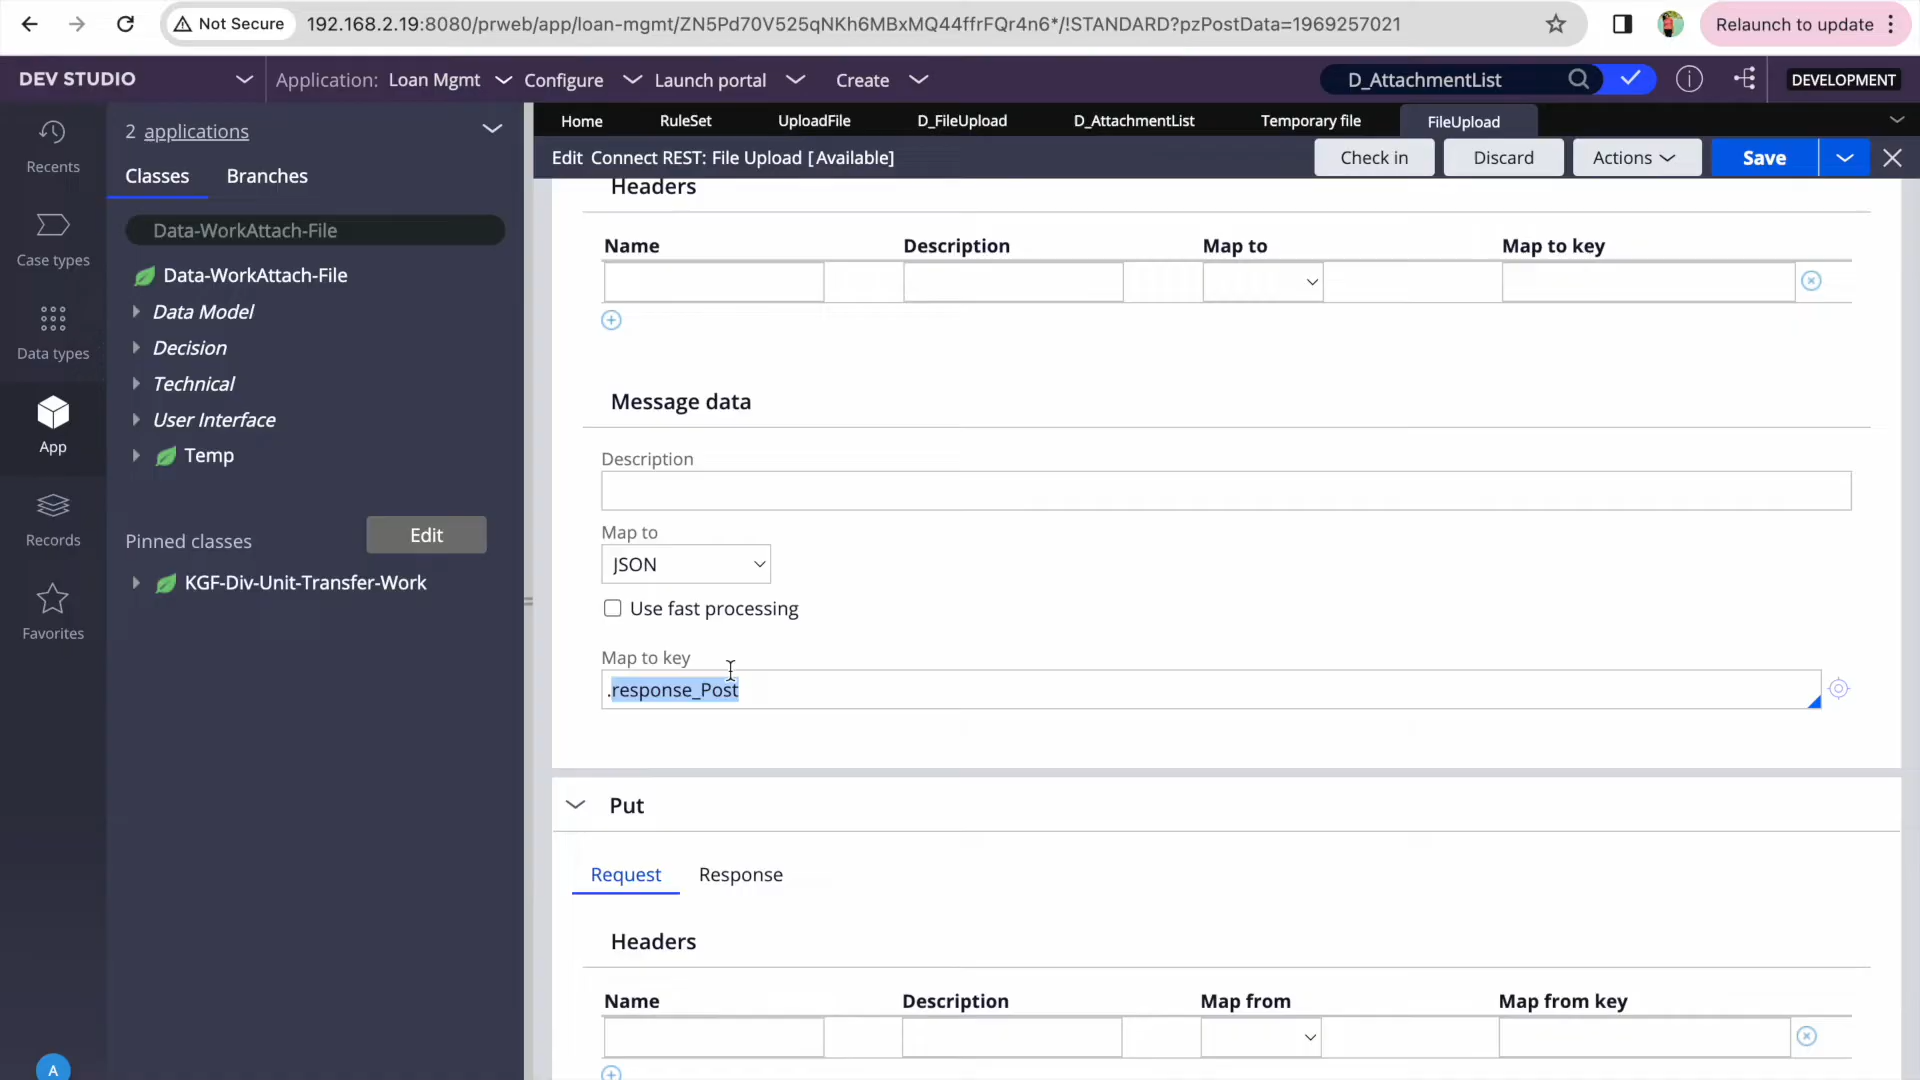 Not Secure 192.168.2.19:8080/prweb/app/loan-mgmt/ZN5Pd70V525qNKh6MBxMQ44ffrFQr4n6*/!STANDARD?pzPostData=1969257021 Relaunch to update
DEV STUDIO Application: Loan Mgmt Configure Launch portal Create D_AttachmentList DEVELOPMENT
Recents
Case types
Data types
App
Records
Favorites
A
2 applications
Classes Branches
Data-WorkAttach-File
Data-WorkAttach-File
Data Model
Decision
Technical
User Interface
Temp
Pinned classes Edit
KGF-Div-Unit-Transfer-Work
Home RuleSet UploadFile D_FileUpload D_AttachmentList Temporary file FileUpload
Edit Connect REST: File Upload [Available] Check in Discard Actions Save
Headers
Name Description Map to Map to key
Message data
Description
Map to
JSON
Use fast processing
Map to key
.response_Post
Put
Request Response
Headers
Name Description Map from Map from key